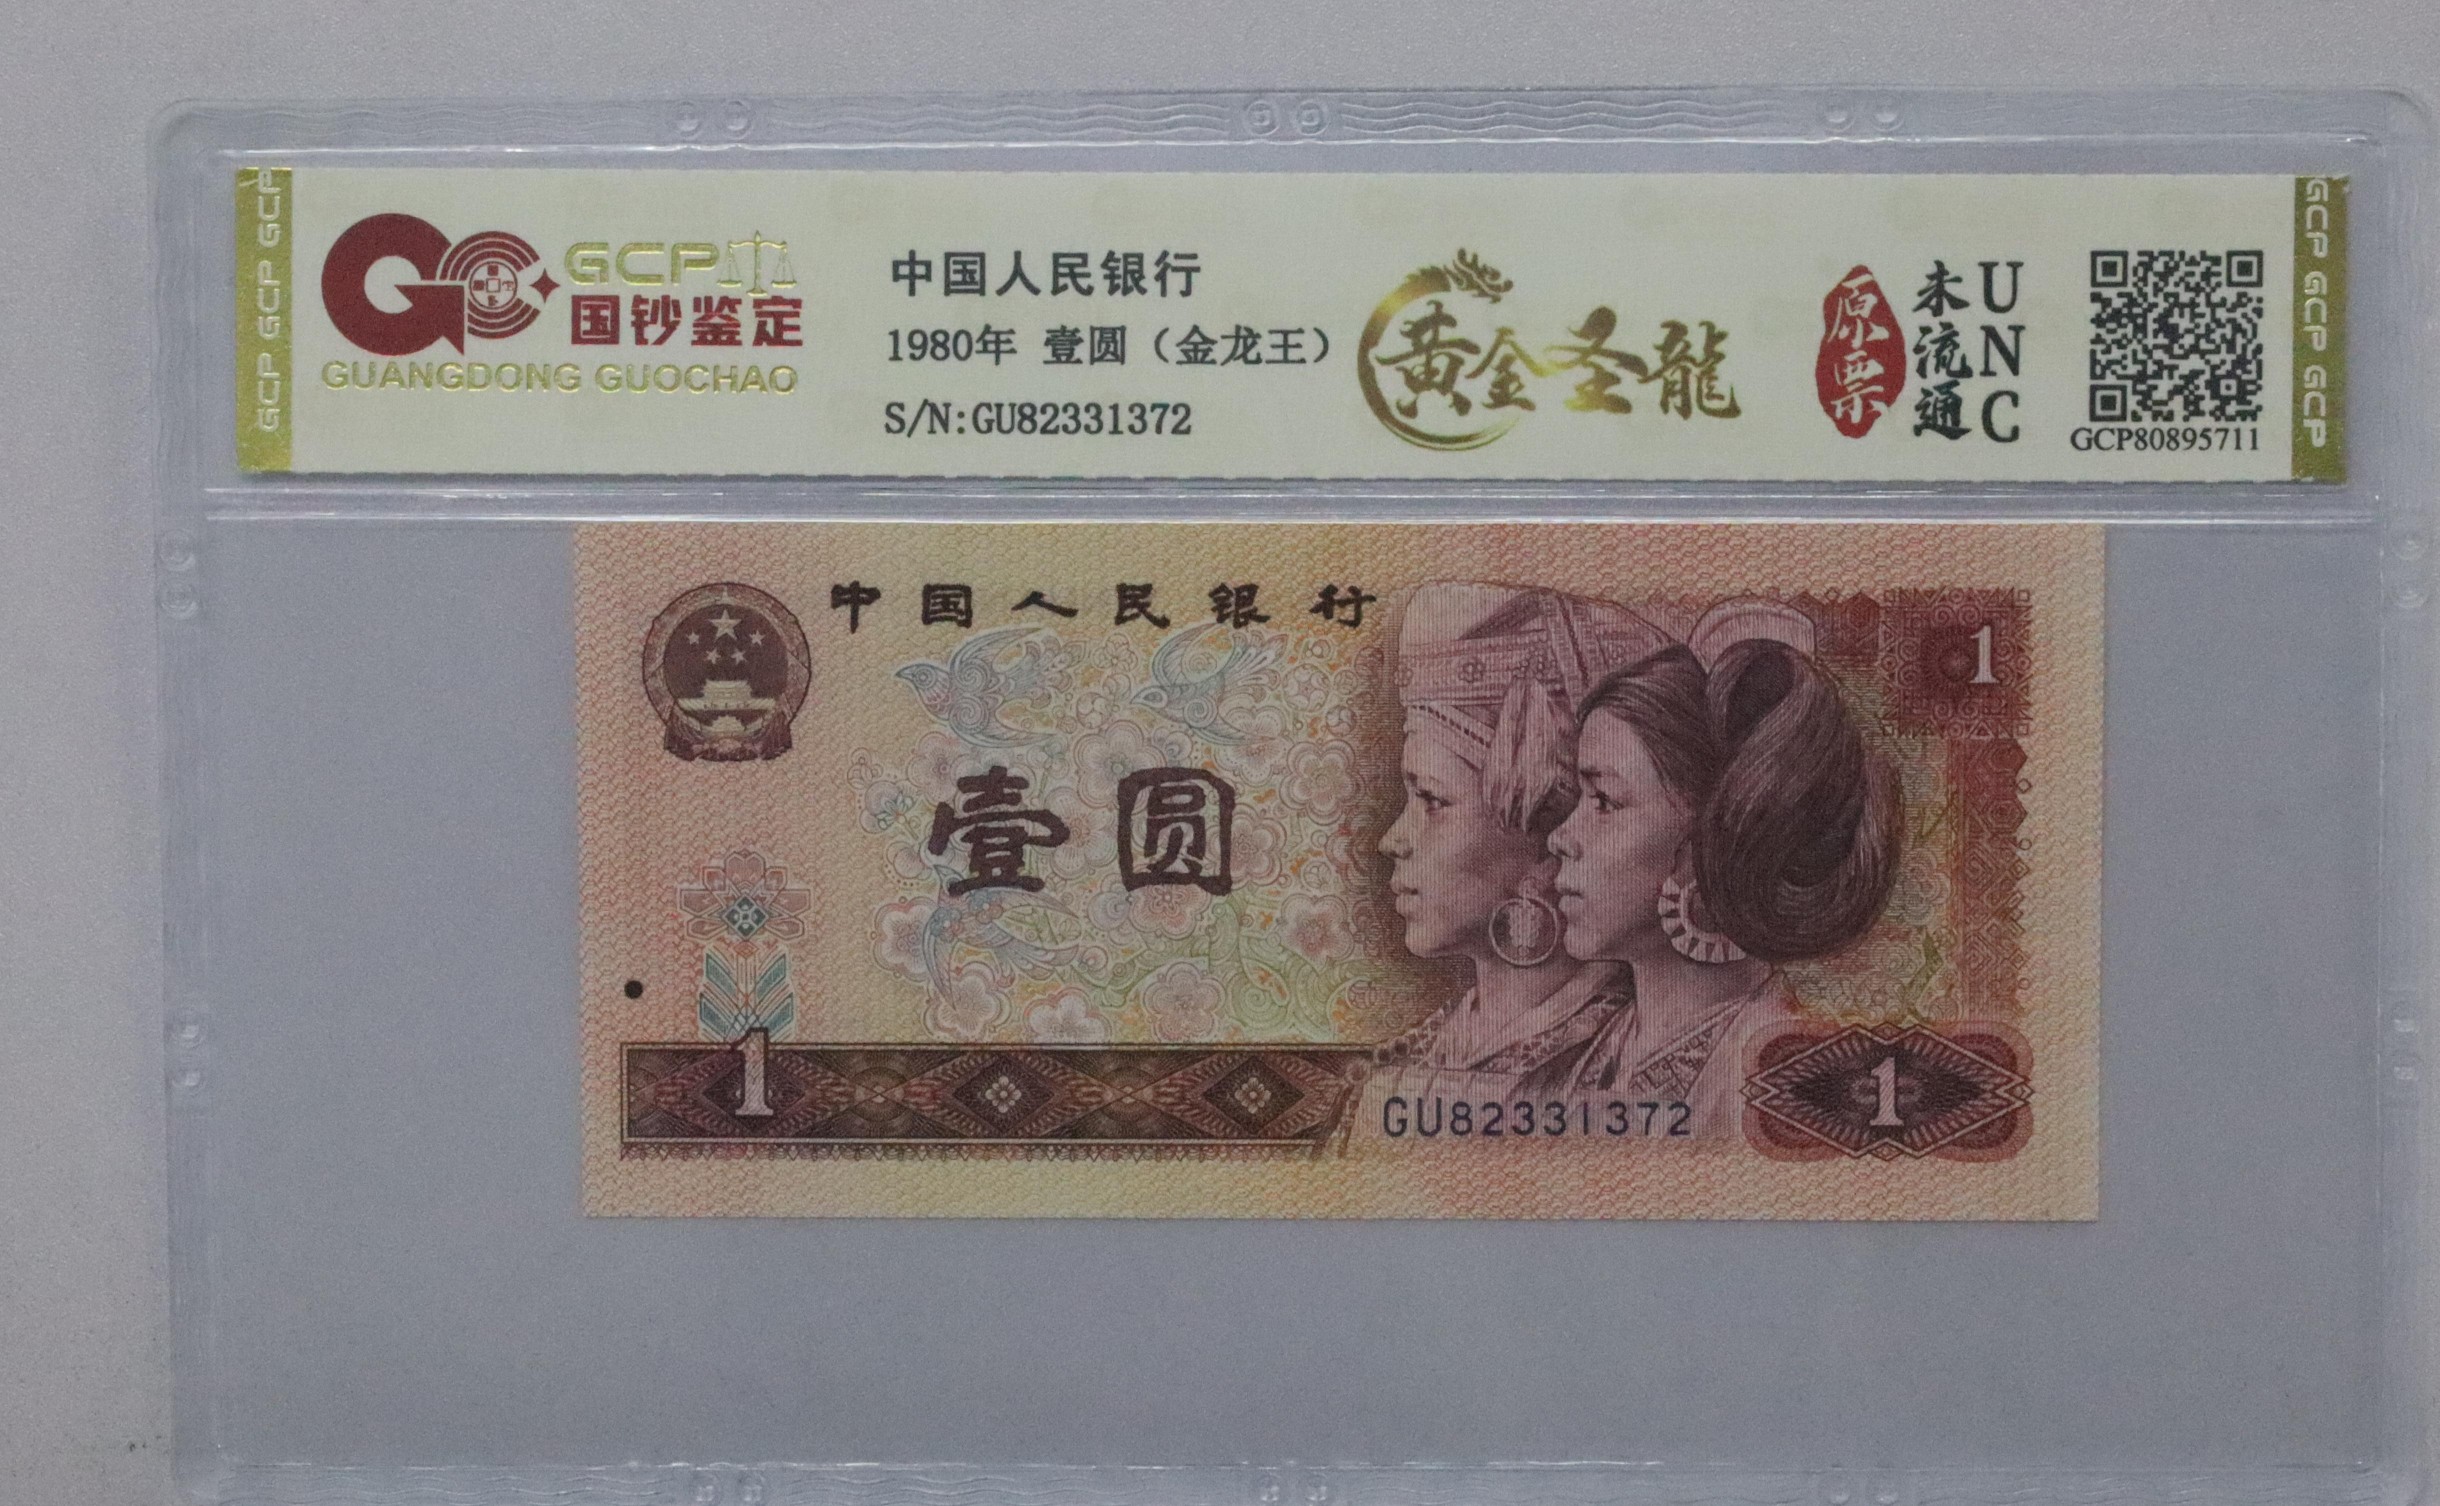 GCP GCP GCP
GCP
国钞鉴定
GUANGDONG GUOCHAO
中国人民银行
1980年 壹圆（金龙王）
S/N:GU82331372
黄金圣龍
原票
未流通
UNC
GCP80895711
GCP GCP GCP
中国人民银行
1
壹圆
1
GU82331372
1